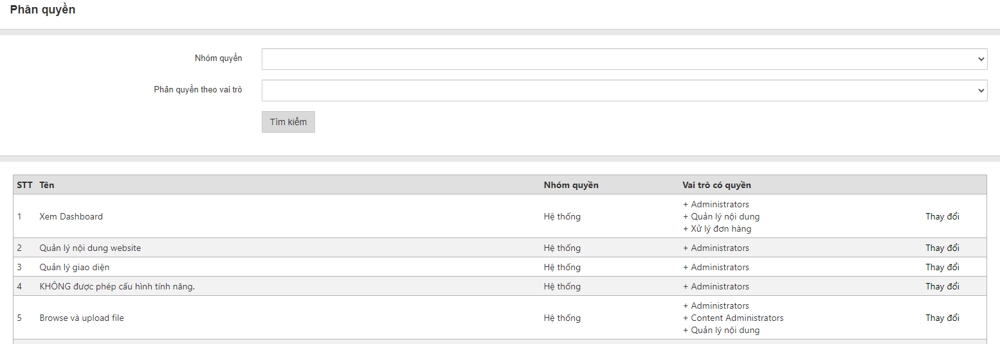 Phân quyền
Nhóm quyền
Phân quyền theo vai trò
Tìm kiếm
STT Tên Nhóm quyền Vai trò có quyền
1 Xem Dashboard Hệ thống + Administrators
+ Quản lý nội dung
+ Xử lý đơn hàng Thay đổi
2 Quản lý nội dung website Hệ thống + Administrators Thay đổi
3 Quản lý giao diện Hệ thống + Administrators Thay đổi
4 KHÔNG được phép cấu hình tính năng. Hệ thống + Administrators Thay đổi
5 Browse và upload file Hệ thống + Administrators
+ Content Administrators
+ Quản lý nội dung Thay đổi